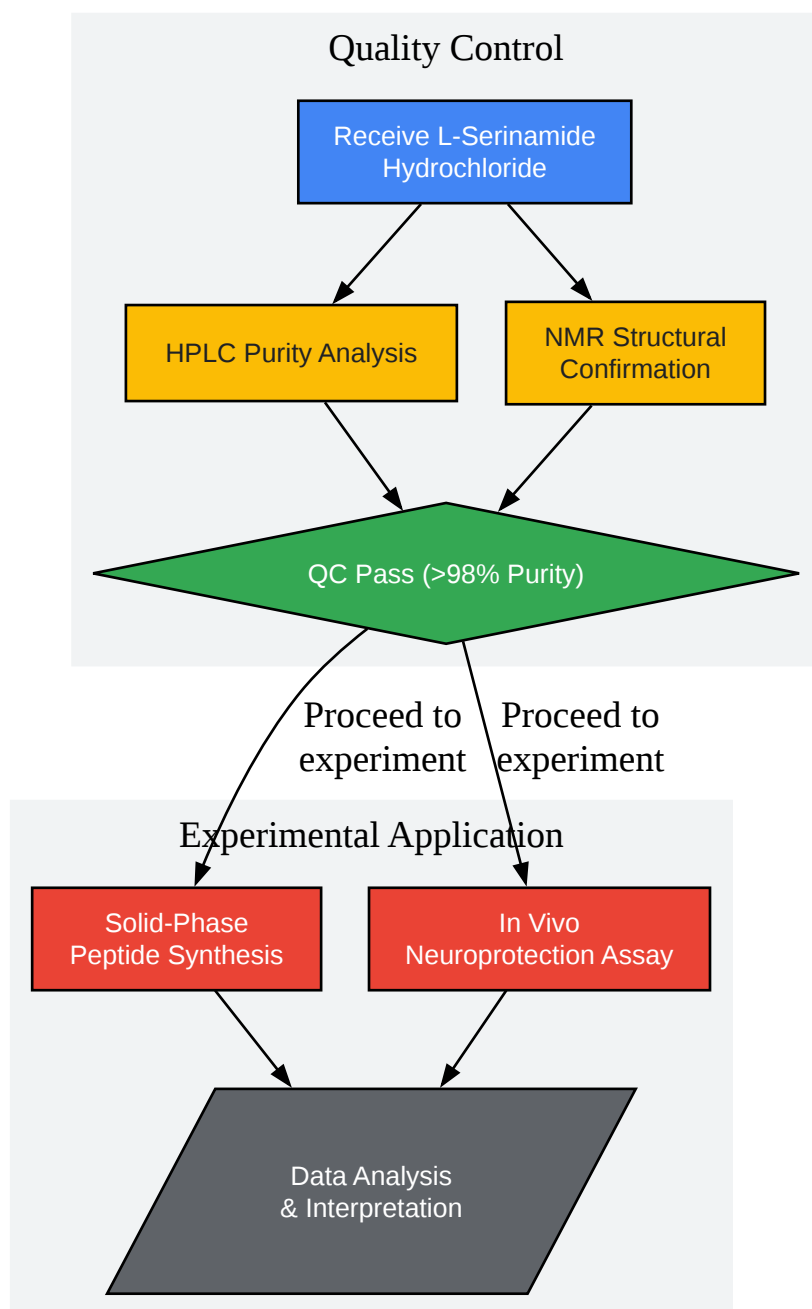 Quality Control
Receive L-Serinamide
Hydrochloride
HPLC Purity Analysis
NMR Structural
Confirmation
QC Pass (>98% Purity)
Proceed to
experiment
Proceed to
experiment
Experimental Application
Solid-Phase
Peptide Synthesis
In Vivo
Neuroprotection Assay
Data Analysis
& Interpretation